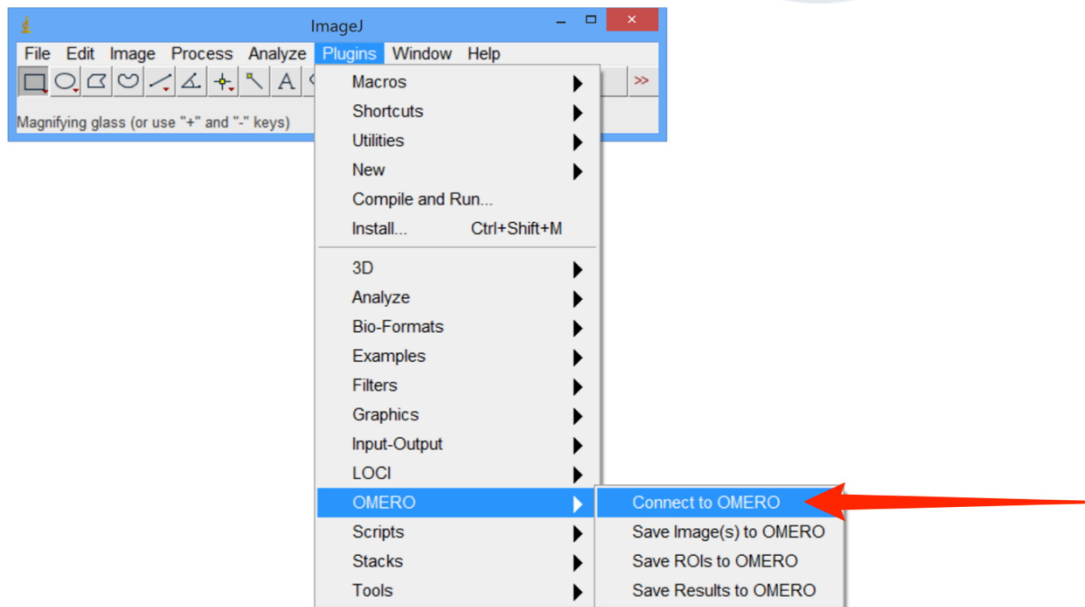 ImageJ
File Edit Image Process Analyze Plugins Window Help
A
>>
Magnifying glass (or use "+" and "-" keys)
Macros
Shortcuts
Utilities
New
Compile and Run...
Install... Ctrl+Shift+M
3D
Analyze
Bio-Formats
Examples
Filters
Graphics
Input-Output
LOCI
OMERO
Connect to OMERO
Scripts
Save Image(s) to OMERO
Stacks
Save ROIs to OMERO
Tools
Save Results to OMERO